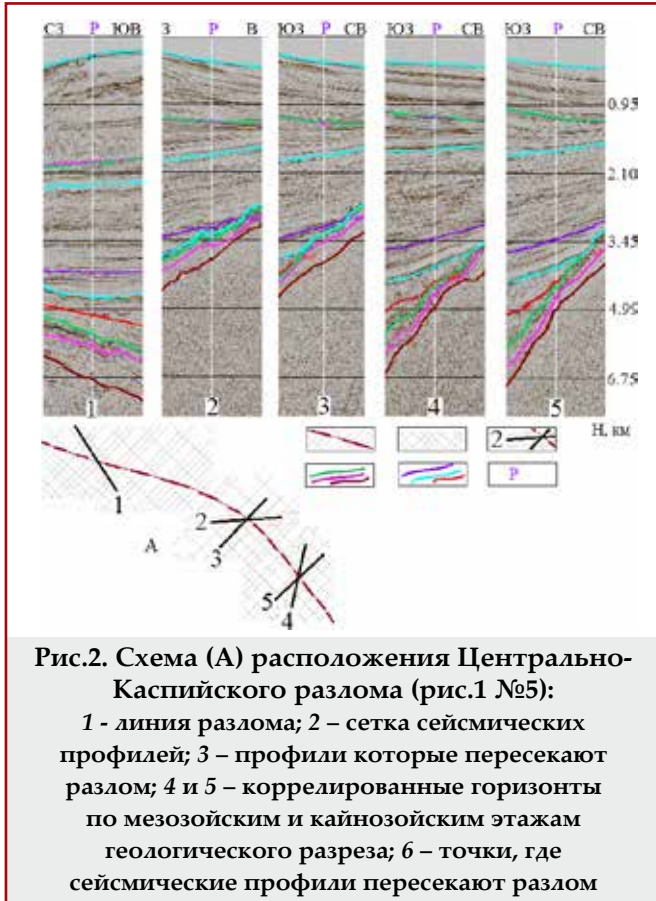 СЗ Р ЮВ З Р В ЮЗ Р СВ ЮЗ Р СВ ЮЗ Р СВ
0.95
2.10
3.45
4.95
6.75
1 2 3 4 5
Н, км
2
Р
1
2
А
3
5
4
Рис.2. Схема (А) расположения Центрально-
Каспийского разлома (рис.1 №5):
1 - линия разлома; 2 – сетка сейсмических
профилей; 3 – профили которые пересекают
разлом; 4 и 5 – коррелированные горизонты
по мезозойским и кайнозойским этажам
геологического разреза; 6 – точки, где
сейсмические профили пересекают разлом